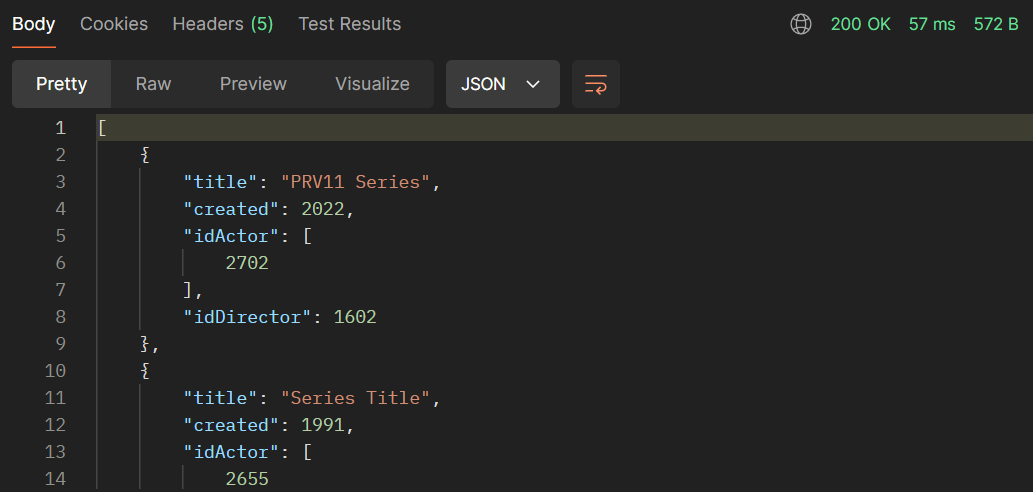 Body Cookies Headers (5) Test Results 200 OK 57 ms 572 B
Pretty Raw Preview Visualize JSON
1 [
2 {
3 "title": "PRV11 Series",
4 "created": 2022,
5 "idActor": [
6 2702
7 ],
8 "idDirector": 1602
9 },
10 {
11 "title": "Series Title",
12 "created": 1991,
13 "idActor": [
14 2655